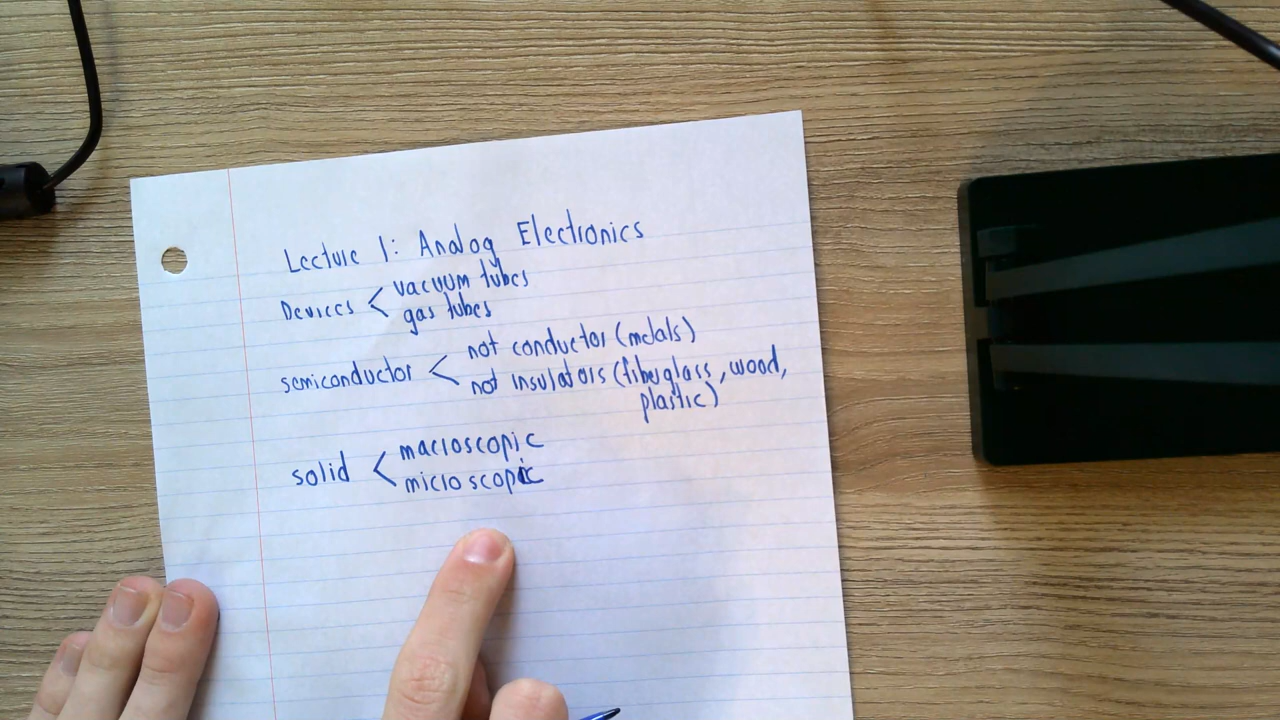 Lecture 1: Analog Electronics
Devices < vacuum tubes
gas tubes
semiconductor < not conductor (metals)
not insulators (fiberglass, wood,
plastic)
solid < macroscopic
microscopic